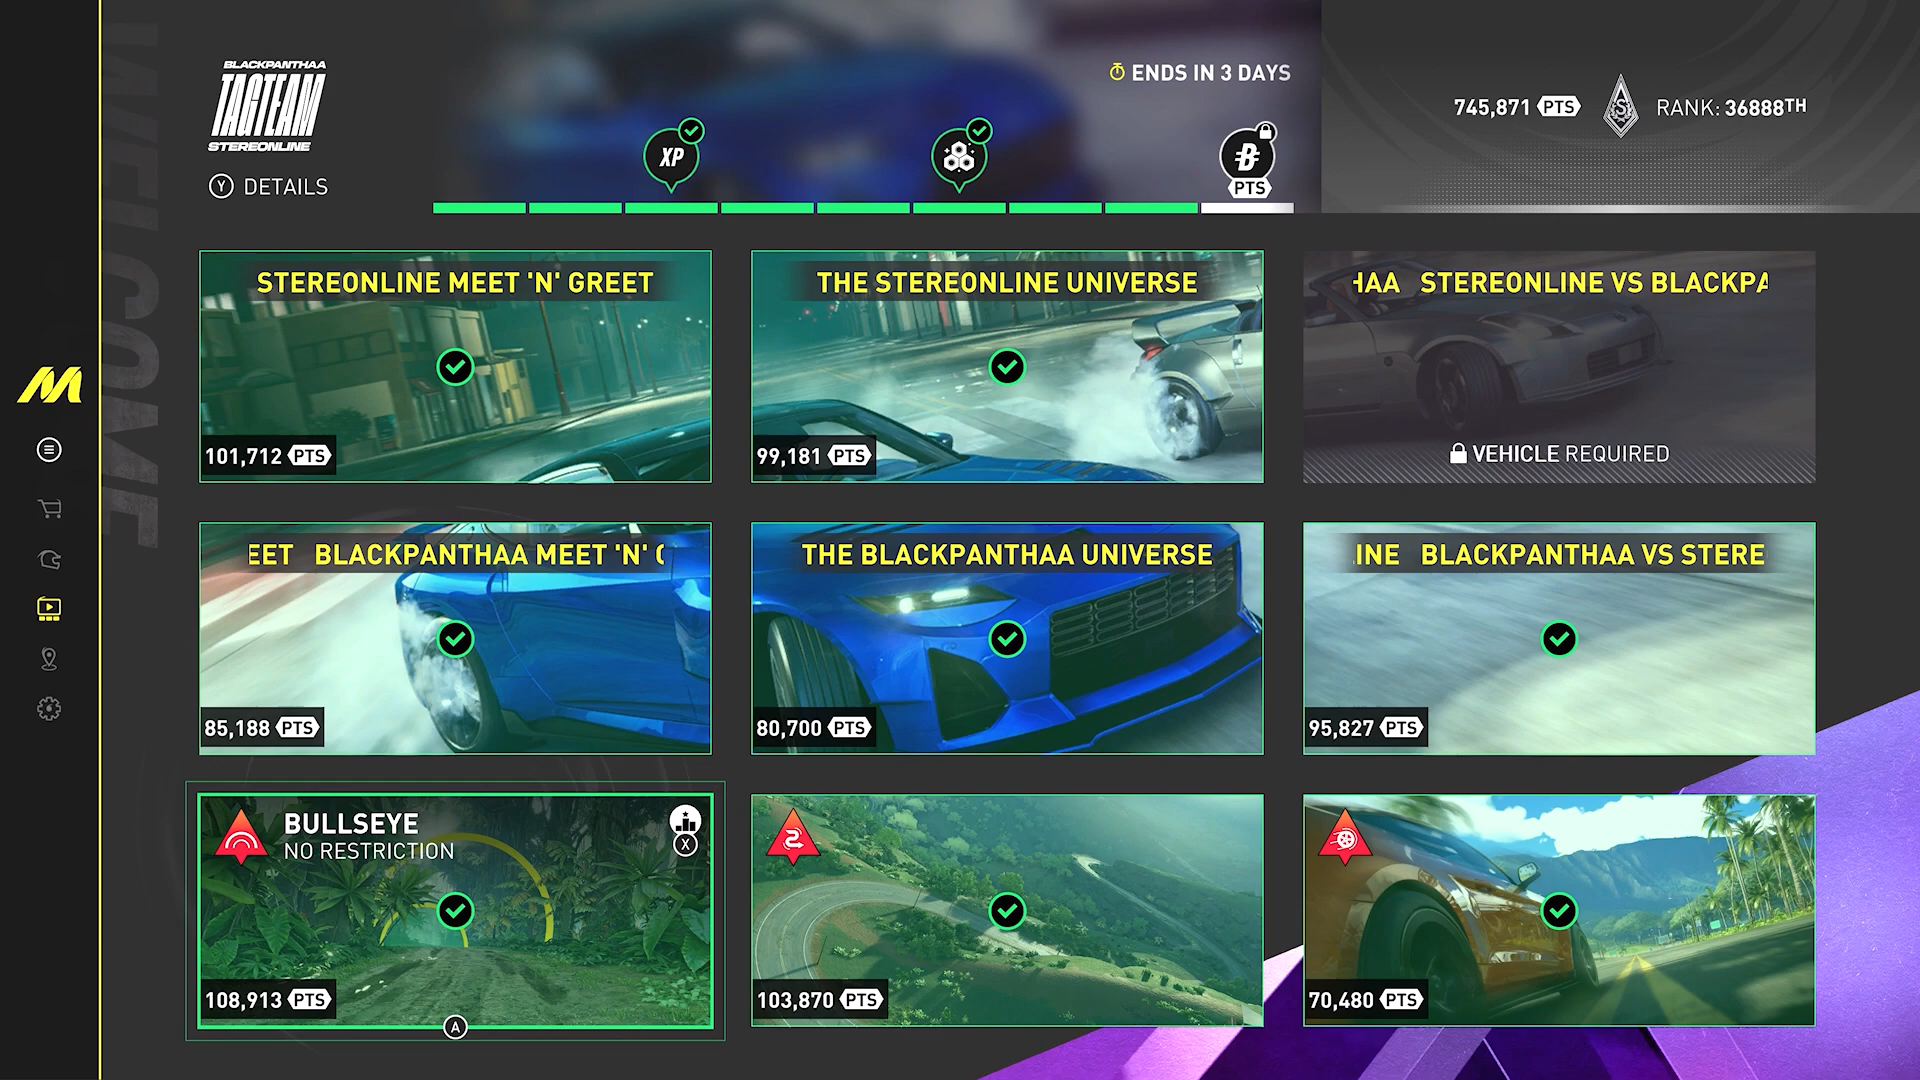 WELCOME
BLACKPANTHAA
TAGTEAM
STEREONLINE
Y DETAILS
ENDS IN 3 DAYS
XP
PTS
745,871 PTS
S
RANK: 36888TH
STEREONLINE MEET 'N' GREET
101,712 PTS
THE STEREONLINE UNIVERSE
99,181 PTS
HAA STEREONLINE VS BLACKPA
VEHICLE REQUIRED
EET BLACKPANTHAA MEET 'N' G
85,188 PTS
THE BLACKPANTHAA UNIVERSE
80,700 PTS
INE BLACKPANTHAA VS STERE
95,827 PTS
BULLSEYE
NO RESTRICTION
X
108,913 PTS
A
103,870 PTS
70,480 PTS